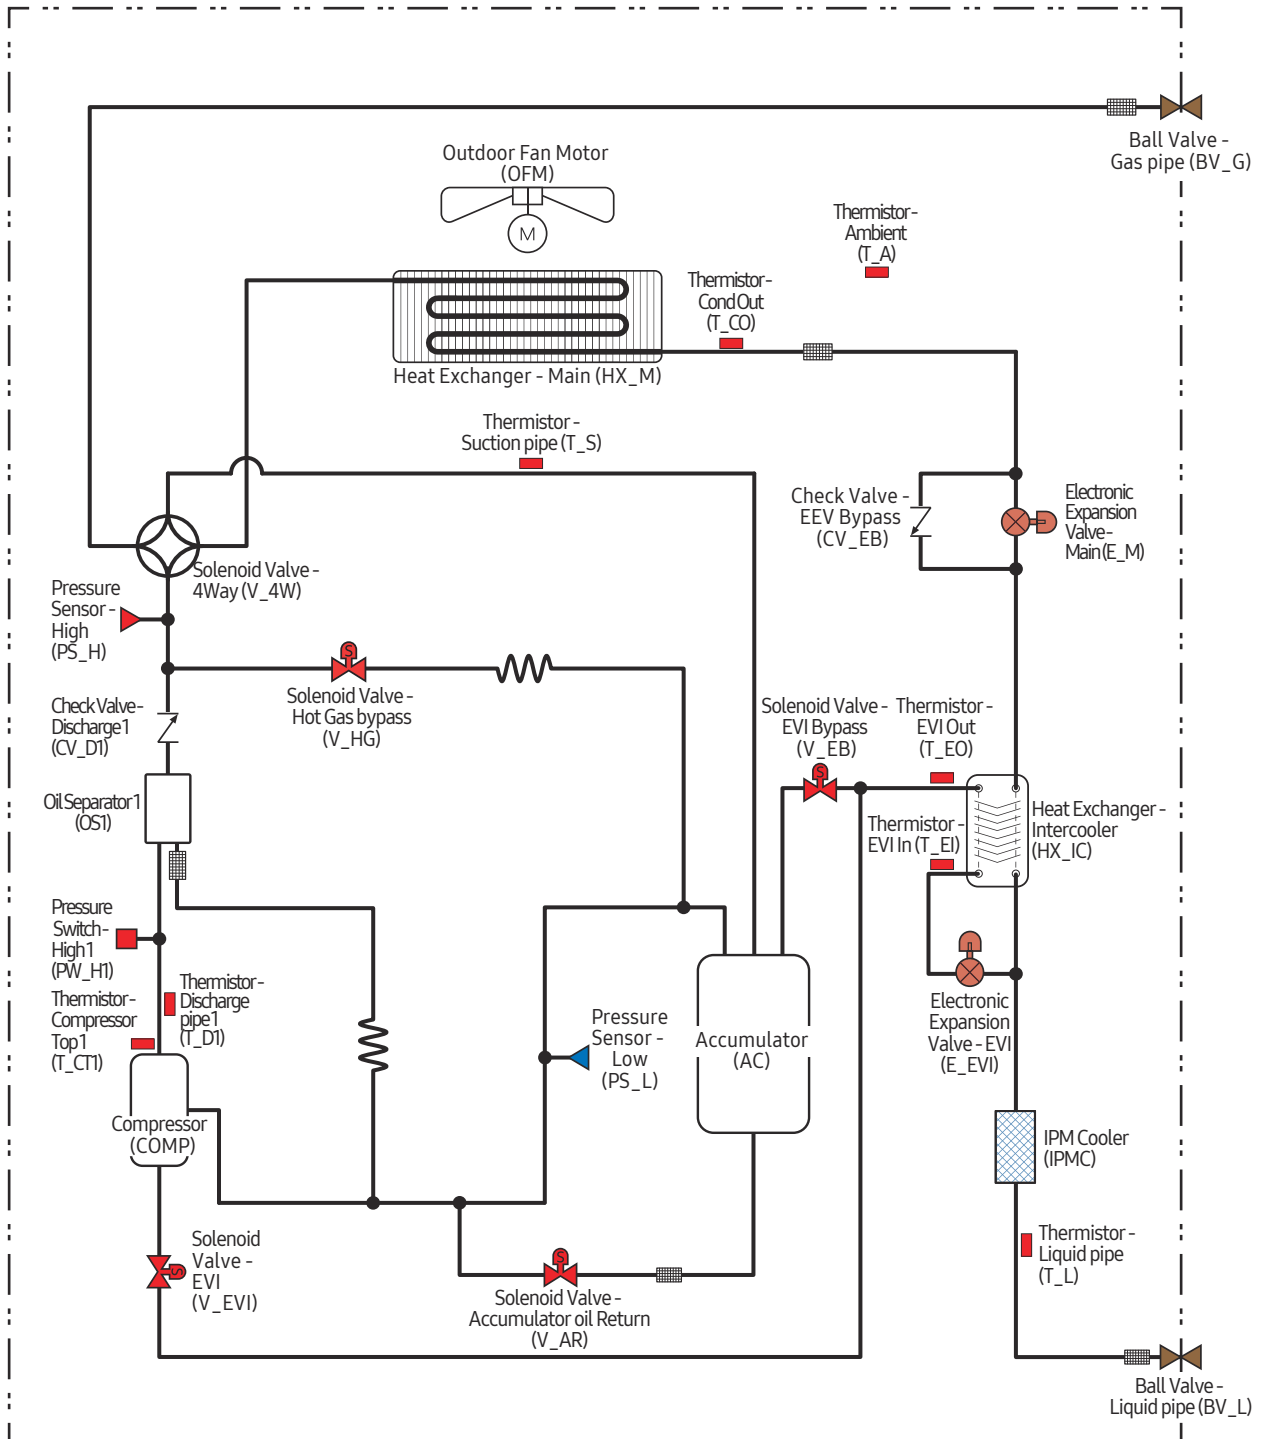 Ball Valve -
Gas pipe (BV_G)
Outdoor Fan Motor
(OFM)
M
Thermistor-
Ambient
(T_A)
Thermistor-
Cond Out
(T_CO)
Heat Exchanger - Main (HX_M)
Thermistor -
Suction pipe (T_S)
Check Valve -
EEV Bypass
(CV_EB)
Electronic
Expansion
Valve-
Main(E_M)
Solenoid Valve -
4Way (V_4W)
Pressure
Sensor -
High
(PS_H)
S
Solenoid Valve -
Hot Gas bypass
(V_HG)
Check Valve-
Discharge1
(CV_D1)
Solenoid Valve -
EVI Bypass
(V_EB)
S
Thermistor -
EVI Out
(T_EO)
Oil Separator 1
(OS1)
Thermistor -
EVI In (T_EI)
Heat Exchanger -
Intercooler
(HX_IC)
Pressure
Switch-
High 1
(PW_H1)
Thermistor-
Discharge
pipe1
(T_D1)
Thermistor-
Compressor
Top 1
(T_CT1)
Electronic
Expansion
Valve - EVI
(E_EVI)
Pressure
Sensor -
Low
(PS_L)
Accumulator
(AC)
Compressor
(COMP)
IPM Cooler
(IPMC)
Solenoid
Valve -
EVI
(V_EVI)
S
Thermistor -
Liquid pipe
(T_L)
S
Solenoid Valve -
Accumulator oil Return
(V_AR)
Ball Valve -
Liquid pipe (BV_L)